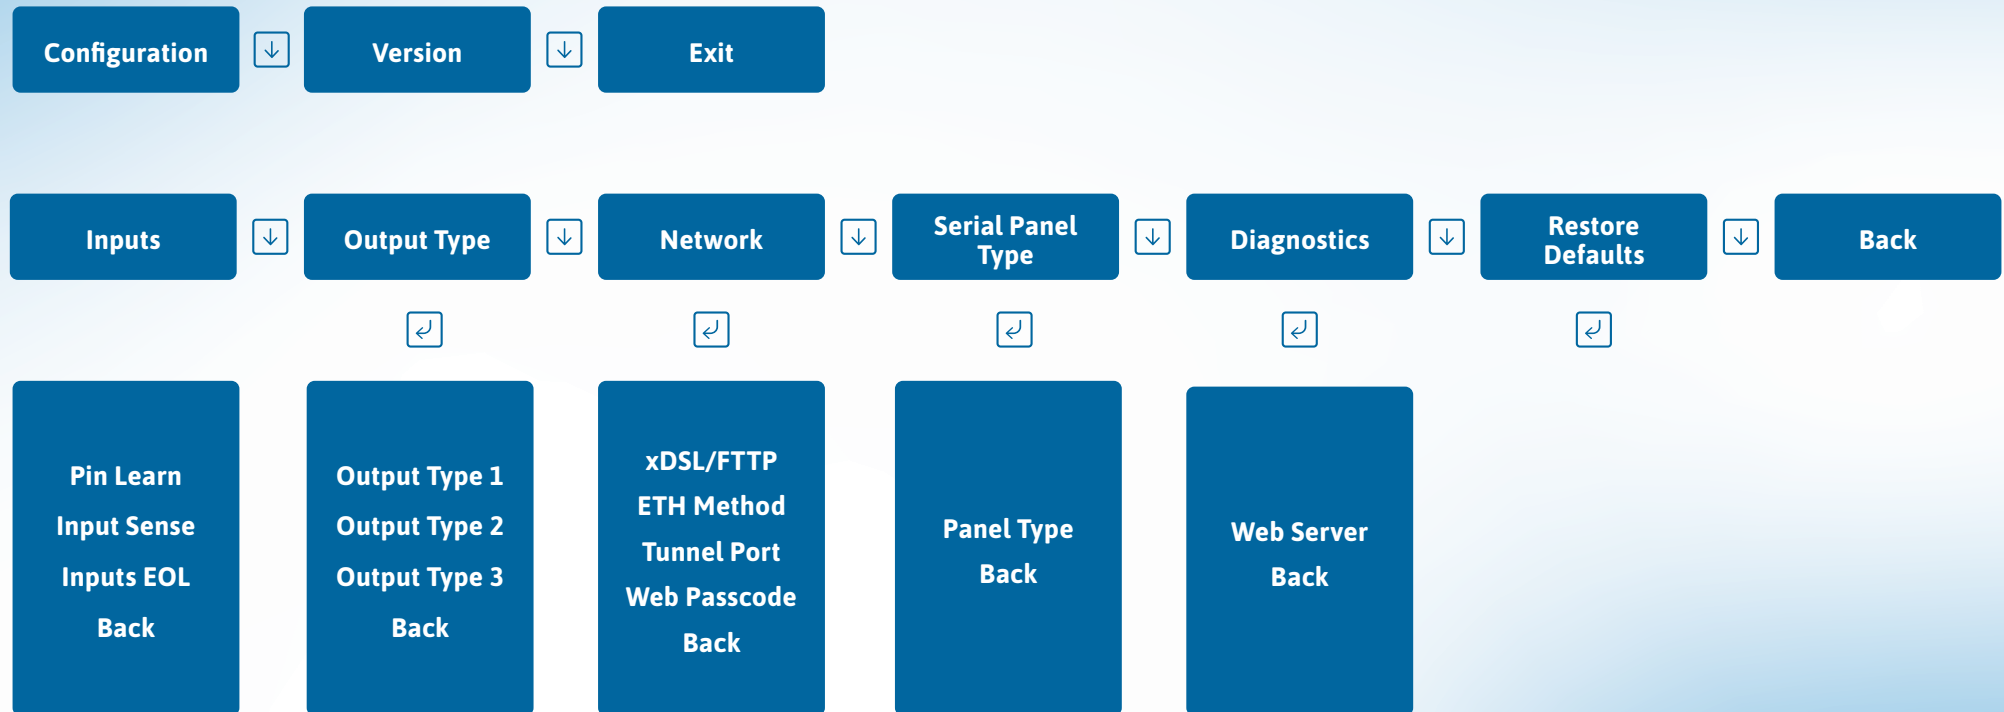 Configuration
Version
Exit
Inputs
Output Type
Network
Serial Panel
Type
Diagnostics
Restore
Defaults
Back
Pin Learn
Input Sense
Inputs EOL
Back
Output Type 1
Output Type 2
Output Type 3
Back
xDSL/FTTP
ETH Method
Tunnel Port
Web Passcode
Back
Panel Type
Back
Web Server
Back